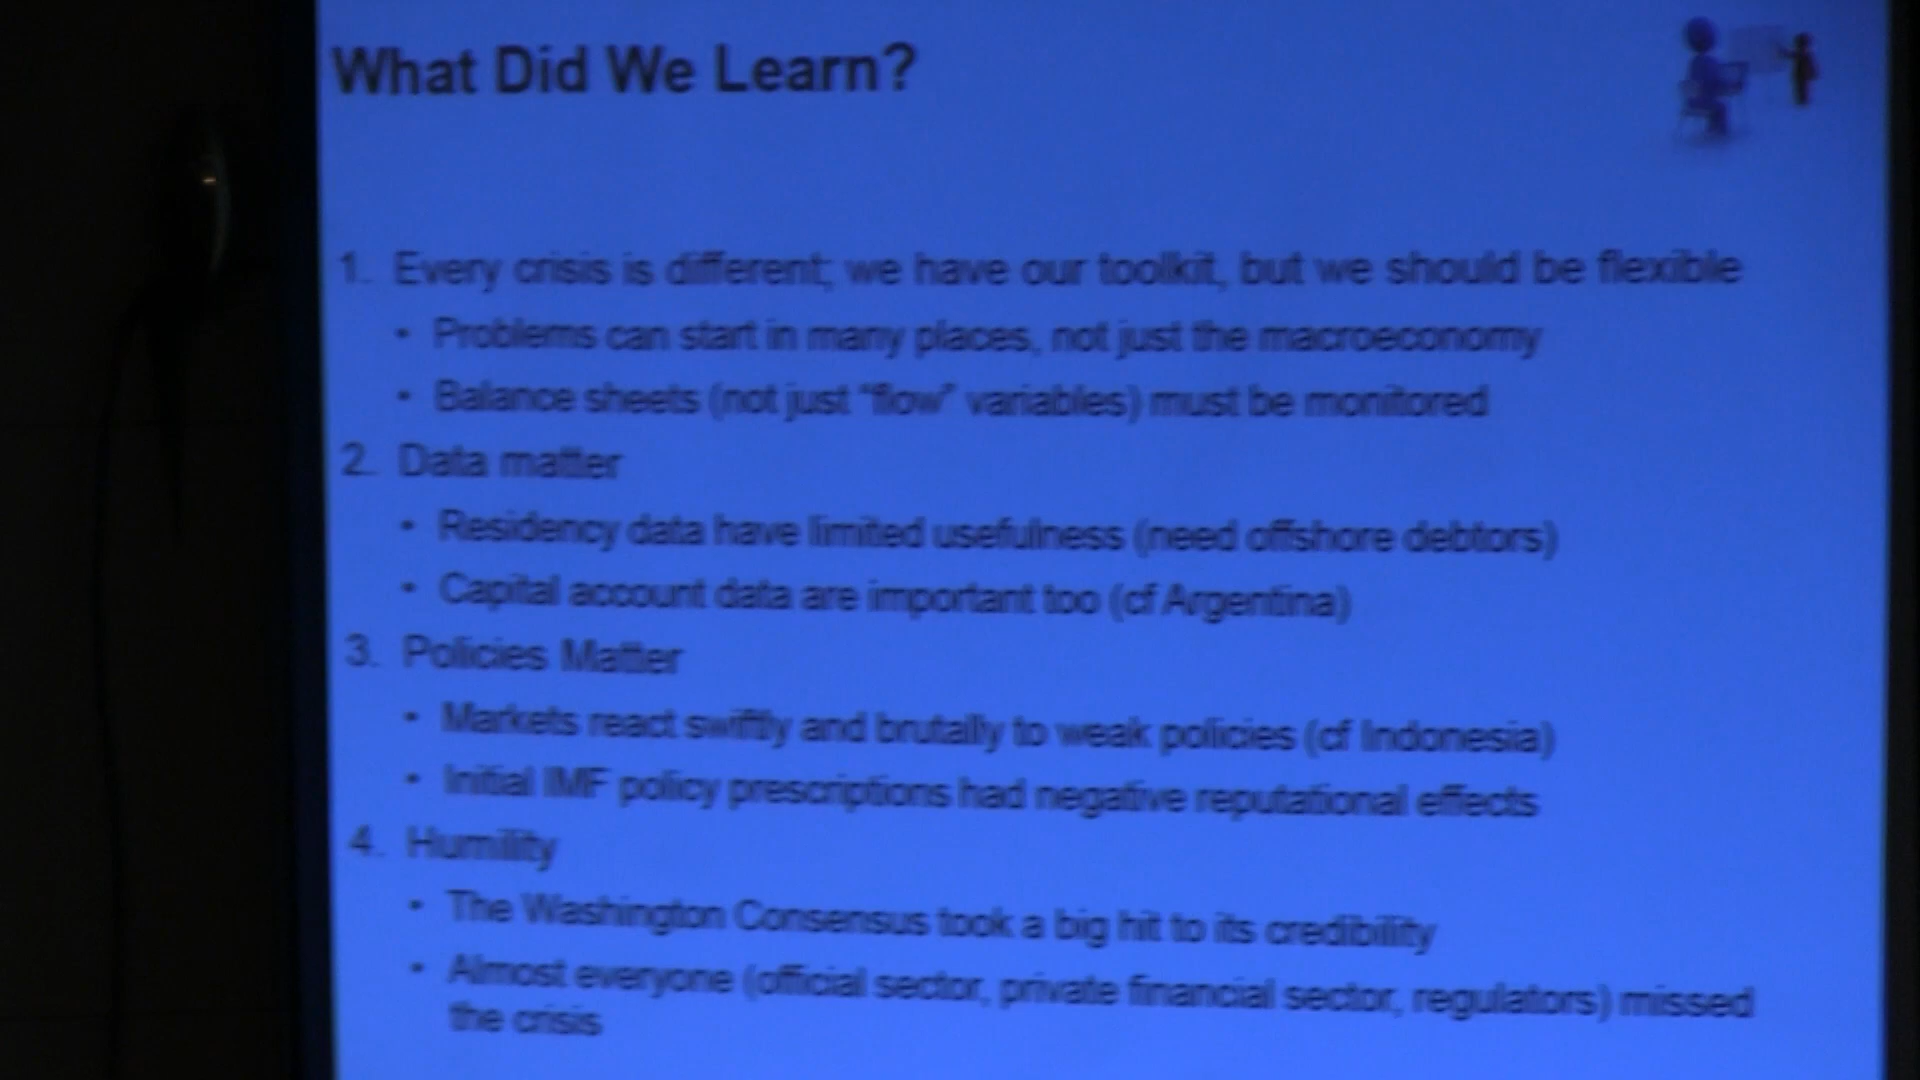 What Did We Learn?
1. Every crisis is different; we have our toolkit, but we should be flexible
• Problems can start in many places, not just the macroeconomy
• Balance sheets (not just “flow” variables) must be monitored
2. Data matter
• Residency data have limited usefulness (need offshore debtors)
• Capital account data are important too (cf Argentina)
3. Policies Matter
• Markets react swiftly and brutally to weak policies (cf Indonesia)
• Initial IMF policy prescriptions had negative reputational effects
4. Humility
• The Washington Consensus took a big hit to its credibility
• Almost everyone (official sector, private financial sector, regulators) missed
the crisis